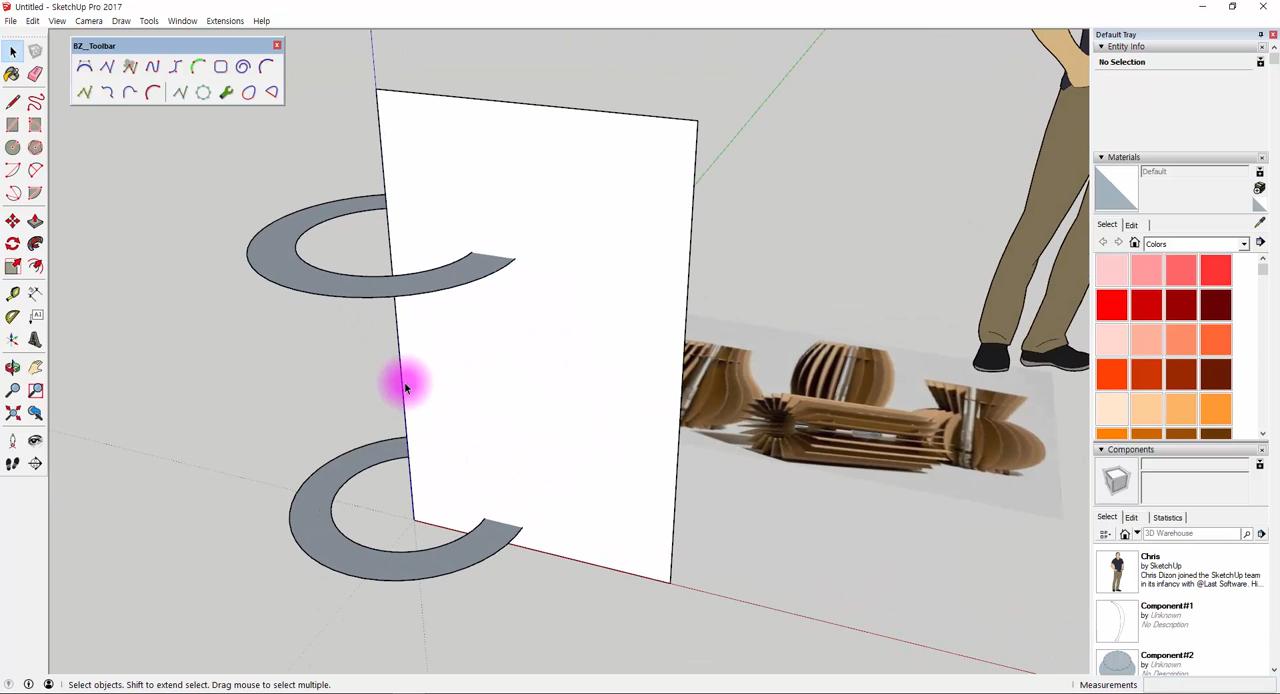 Untitled - SketchUp Pro 2017
File Edit View Camera Draw Tools Window Extensions Help
BZ__Toolbar
Default Tray
Entity Info
No Selection
Materials
Default
Select Edit
Colors
Components
Select Edit Statistics
3D Warehouse
Chris
by SketchUp
Chris Dizon joined the SketchUp team
in its infancy with @Last Software. Hi...
Component#1
by Unknown
No Description
Component#2
by Unknown
Select objects. Shift to extend select. Drag mouse to select multiple.
Measurements